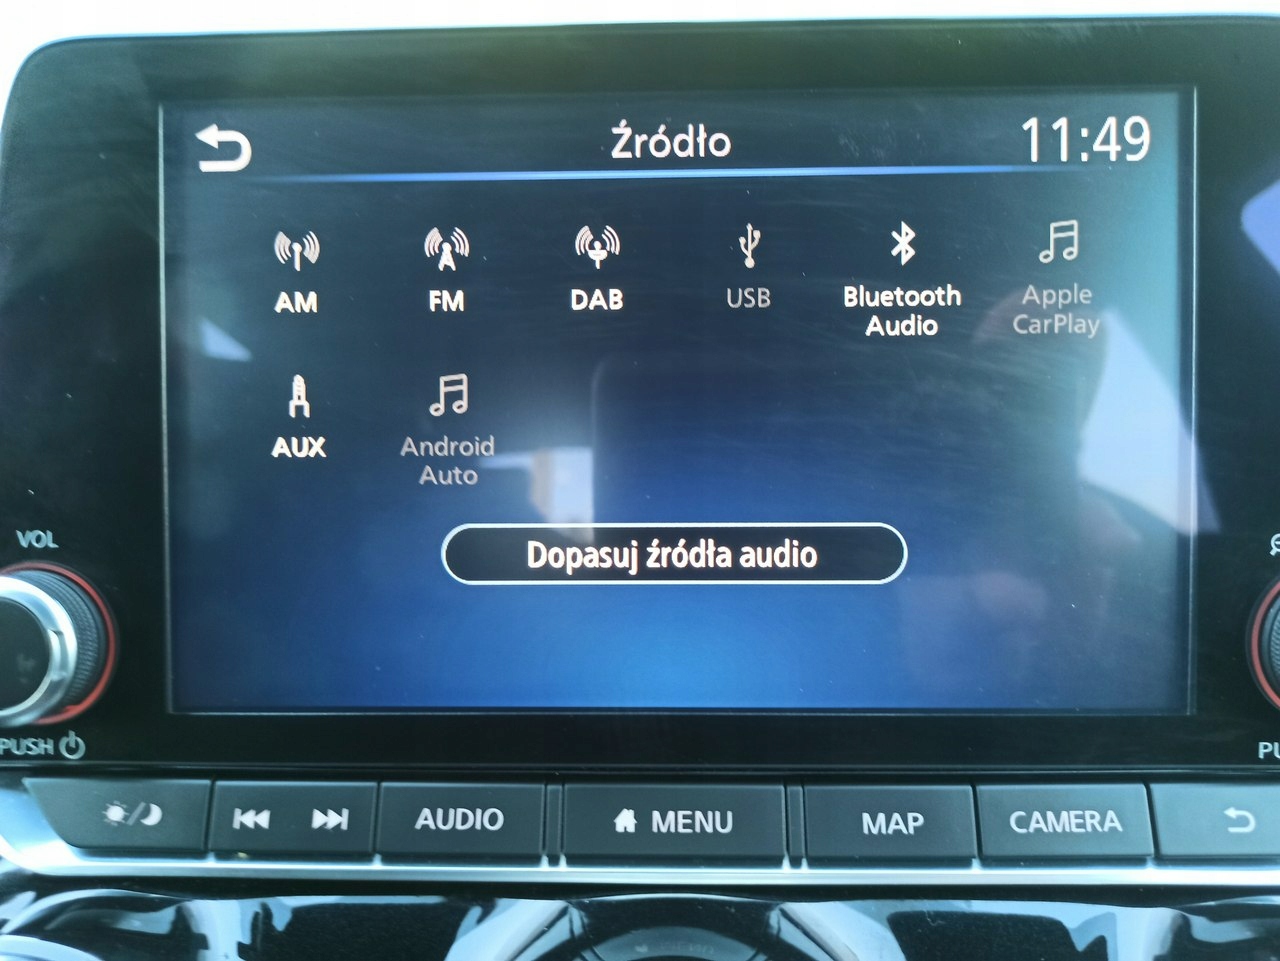 Źródło
11:49
AM
FM
DAB
USB
Bluetooth
Audio
Apple
CarPlay
AUX
Android
Auto
Dopasuj źródła audio
VOL
PUSH
AUDIO
MENU
MAP
CAMERA